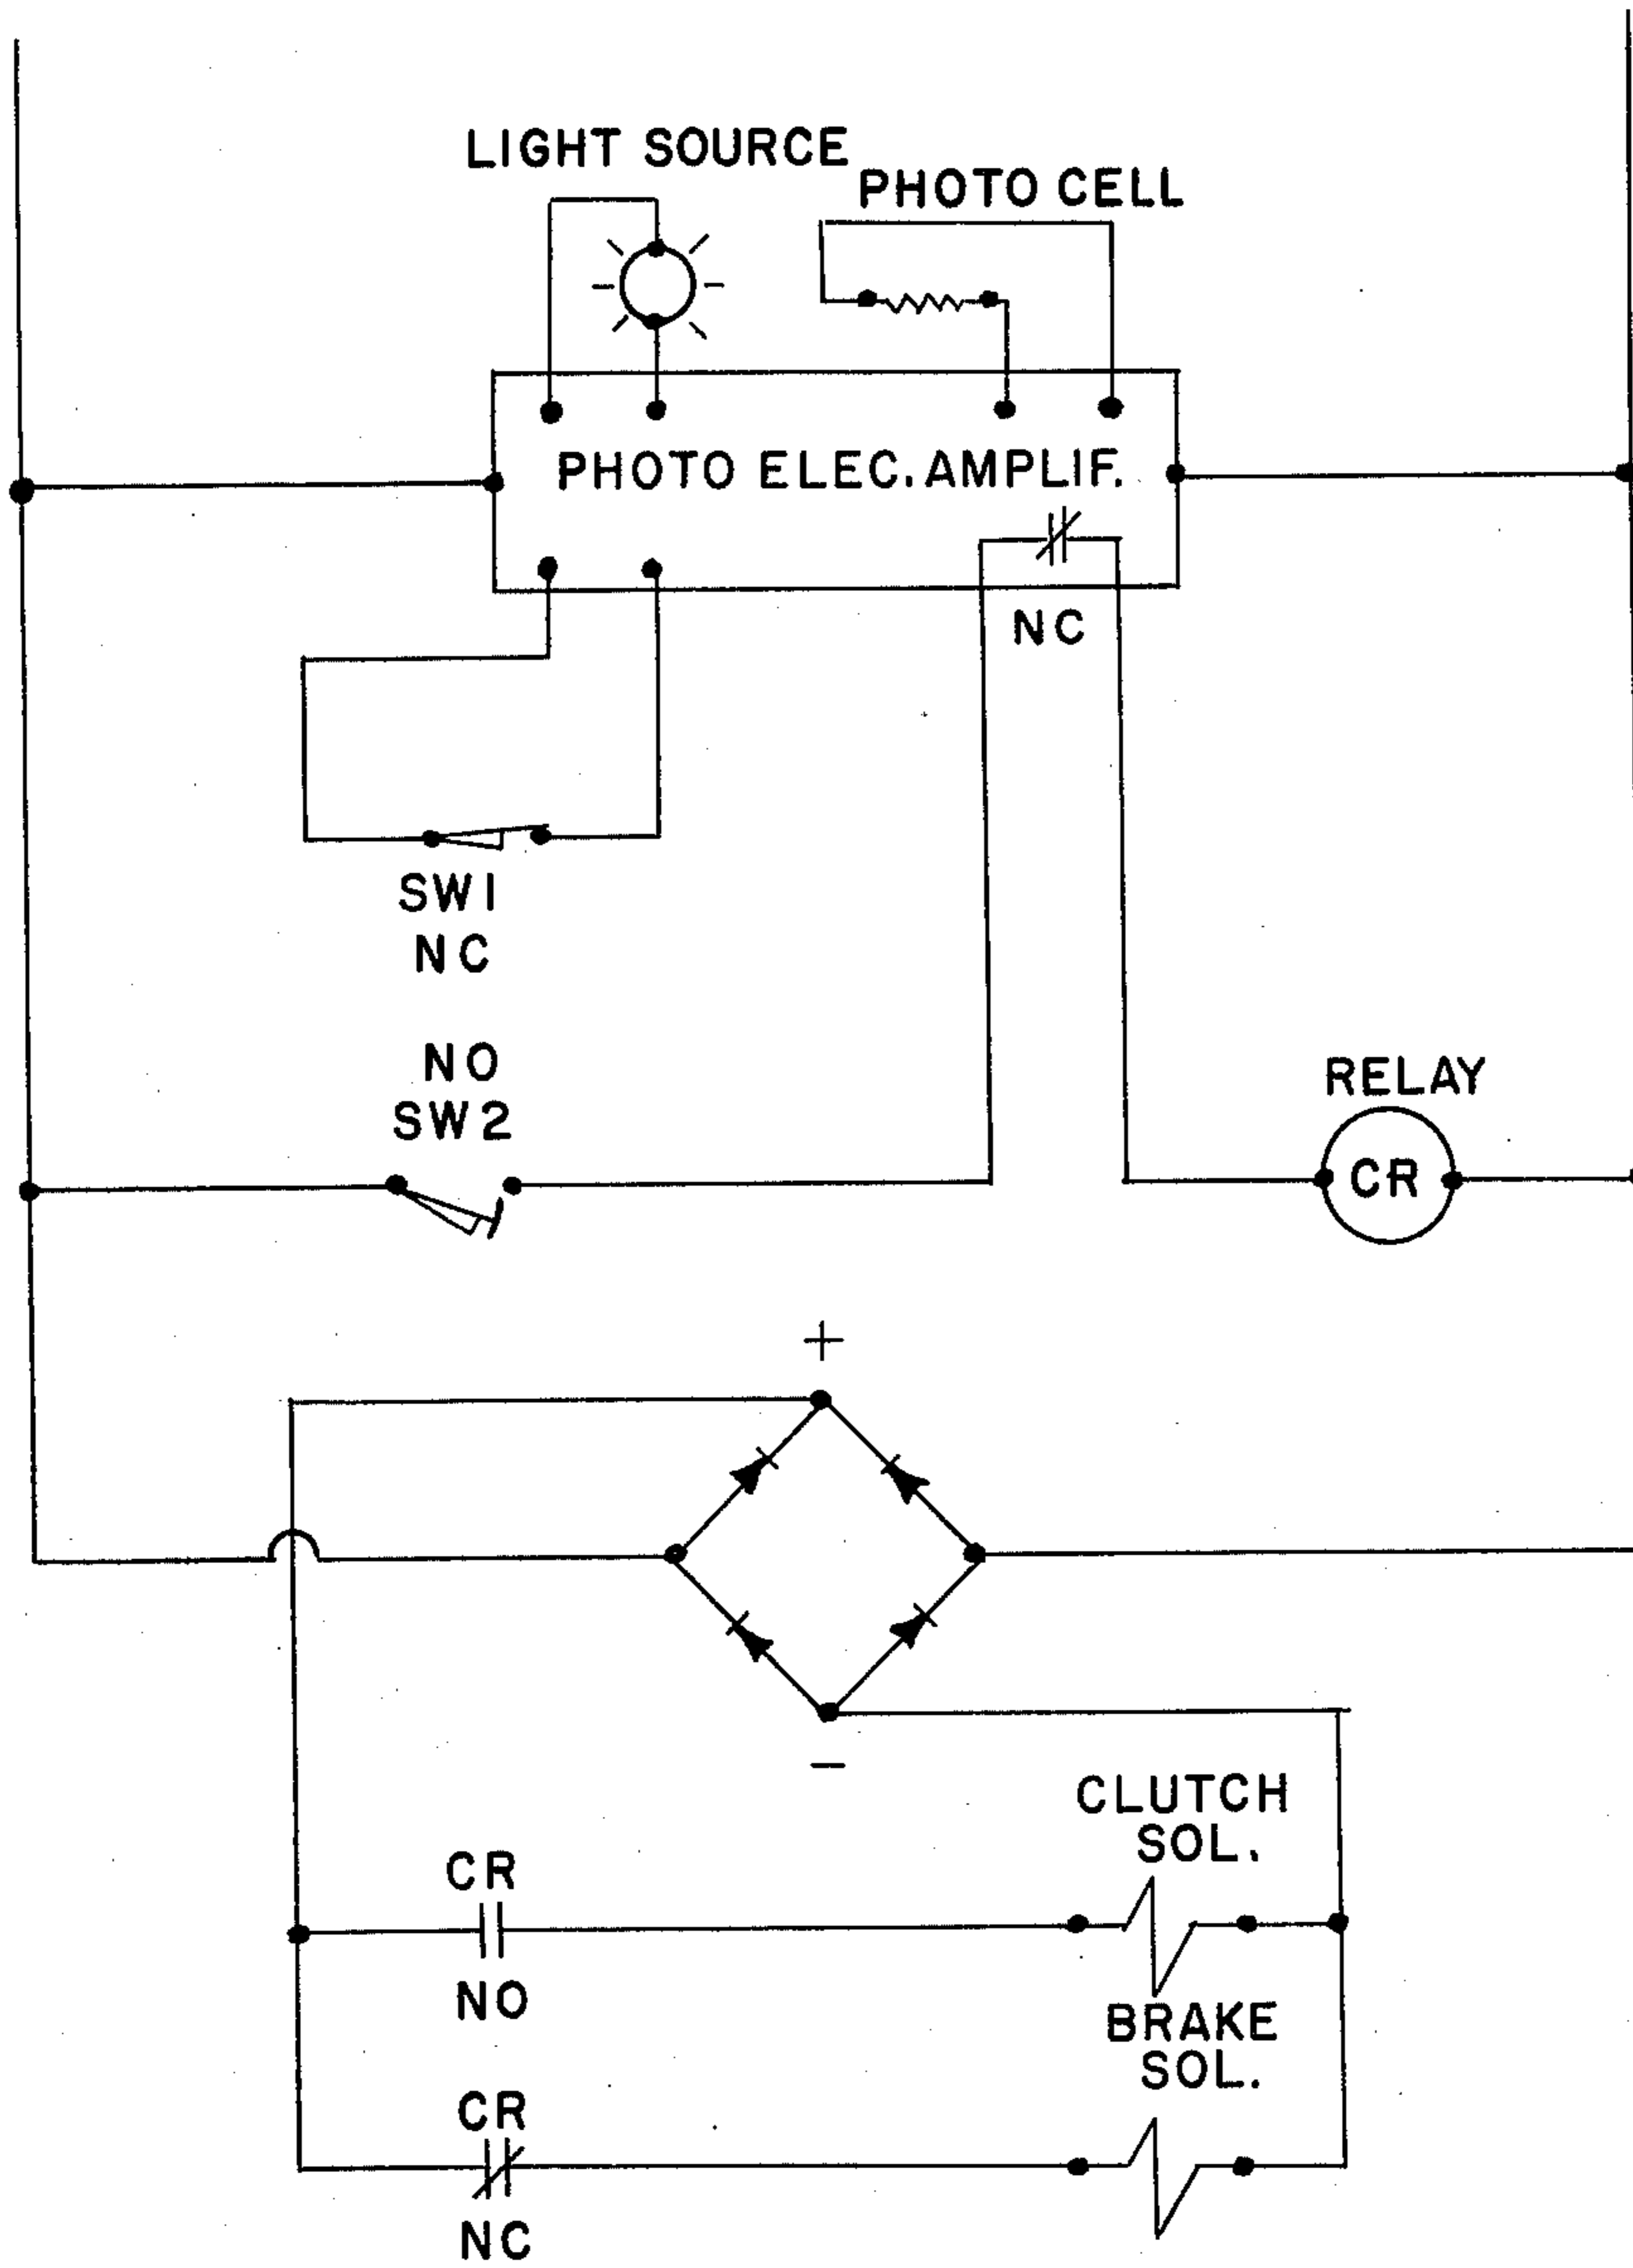 LIGHT SOURCE
PHOTO CELL
PHOTO ELEC. AMPLIF.
NC
SW1
NC
NO
SW2
RELAY
CR
+
−
CLUTCH
SOL.
CR
NO
BRAKE
SOL.
CR
NC